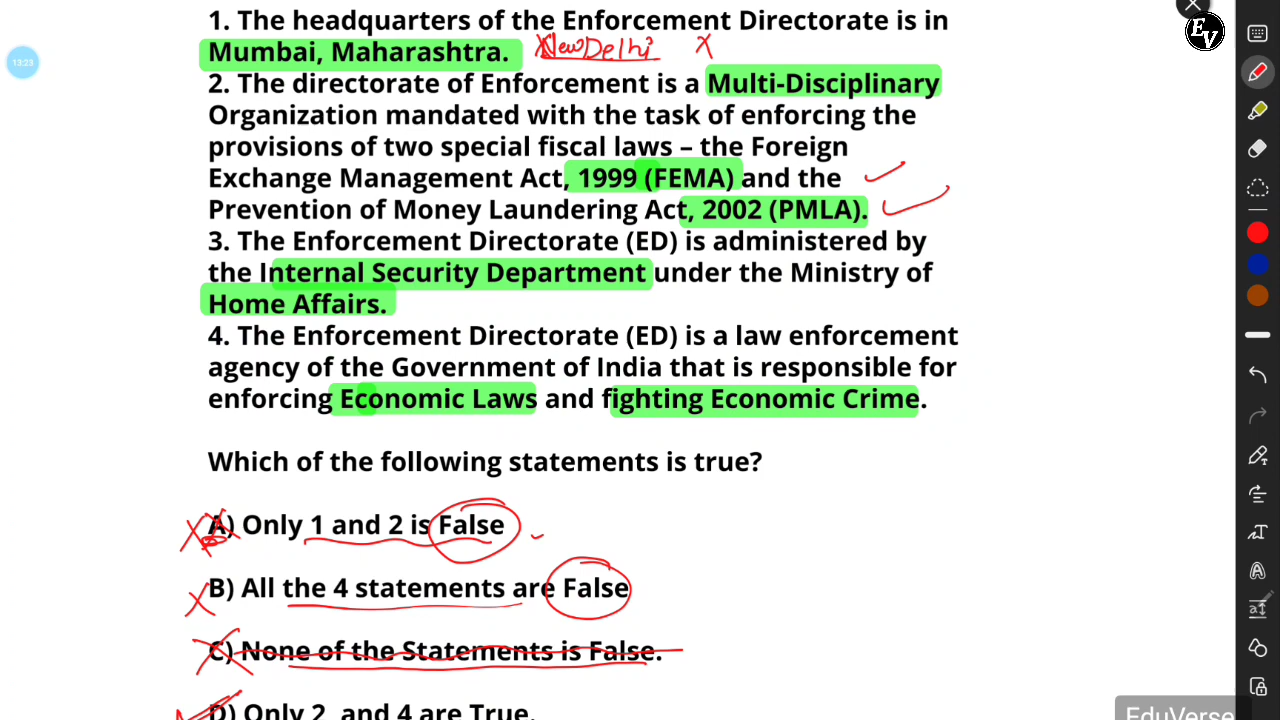 1. The headquarters of the Enforcement Directorate is in
Mumbai, Maharashtra. New Delhi X
2. The directorate of Enforcement is a Multi-Disciplinary
Organization mandated with the task of enforcing the
provisions of two special fiscal laws – the Foreign
Exchange Management Act, 1999 (FEMA) and the
Prevention of Money Laundering Act, 2002 (PMLA).
3. The Enforcement Directorate (ED) is administered by
the Internal Security Department under the Ministry of
Home Affairs.
4. The Enforcement Directorate (ED) is a law enforcement
agency of the Government of India that is responsible for
enforcing Economic Laws and fighting Economic Crime.
Which of the following statements is true?
A) Only 1 and 2 is False
B) All the 4 statements are False
C) None of the Statements is False.
D) Only 2 and 4 are True.
13:23
EV
EduVerse